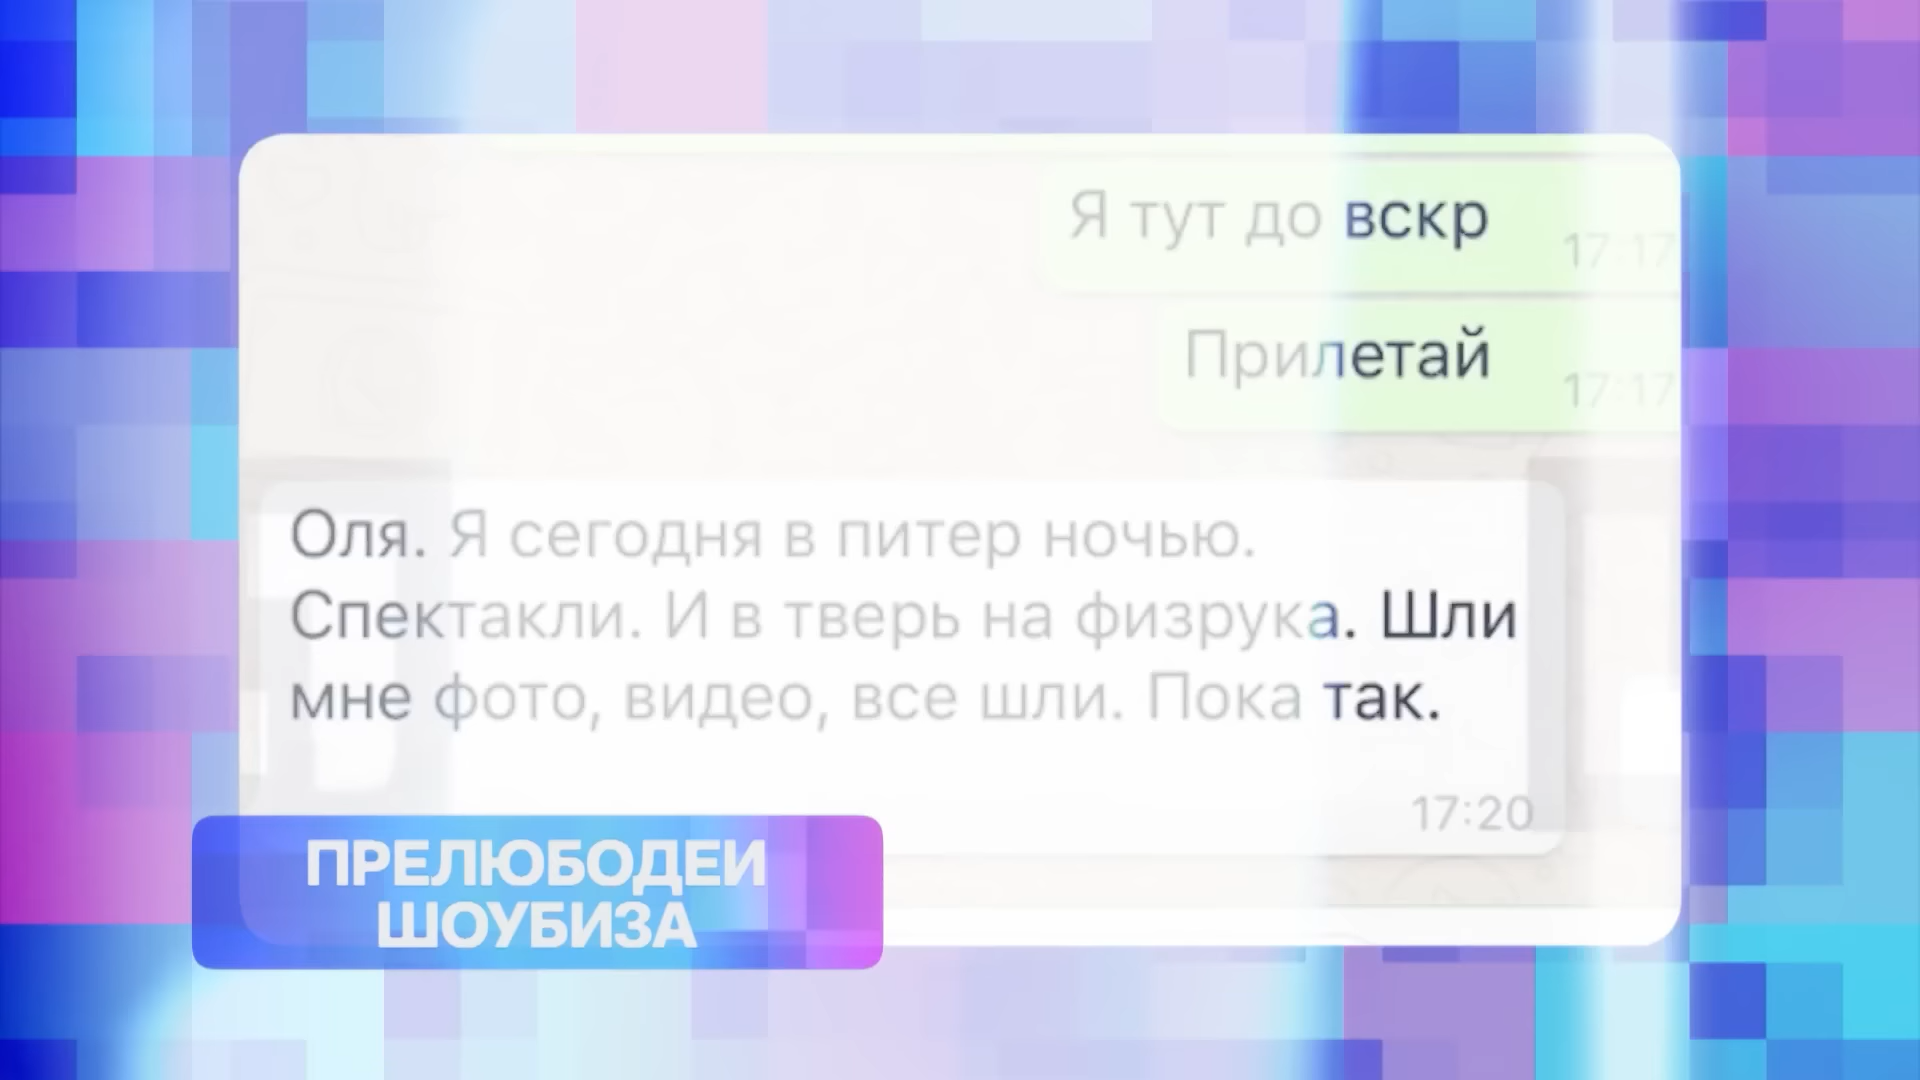 Я тут до вскр
17:17
Прилетай
17:17
Оля. Я сегодня в питер ночью.
Спектакли. И в тверь на физрука. Шли
мне фото, видео, все шли. Пока так.
17:20
ПРЕЛЮБОДЕИ
ШОУБИЗА